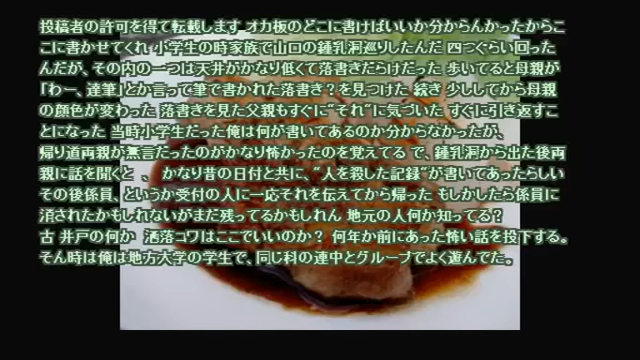 投稿者の許可を得て転載します オカ板のどこに書けばいいか分からんかったからこ
こに書かせてくれ 小学生の時家族で山口の鍾乳洞巡りしたんだ 四つぐらい回った
んだが、その内の一つは天井がかなり低くて落書きだらけだった 歩いてると母親が
「わー、達筆」とか言って筆で書かれた落書き？を見つけた 続き 少ししてから母親
の顔色が変わった 落書きを見た父親もすぐに“それ”に気づいた すぐに引き返すこ
とになった 当時小学生だった俺は何が書いてあるのか分からなかったが、
帰り道両親が無言だったのがかなり怖かったのを覚えてる で、鍾乳洞から出た後両
親に話を聞くと 、 かなり昔の日付と共に、“人を殺した記録”が書いてあったらしい
その後係員、というか受付の人に一応それを伝えてから帰った もしかしたら係員に
消されたかもしれないがまだ残ってるかもしれん 地元の人何か知ってる？
古 井戸の何か 洒落コワはここでいいのか？ 何年か前にあった怖い話を投下する。
そん時は俺は地方大学の学生で、同じ科の連中とグループでよく遊んでた。